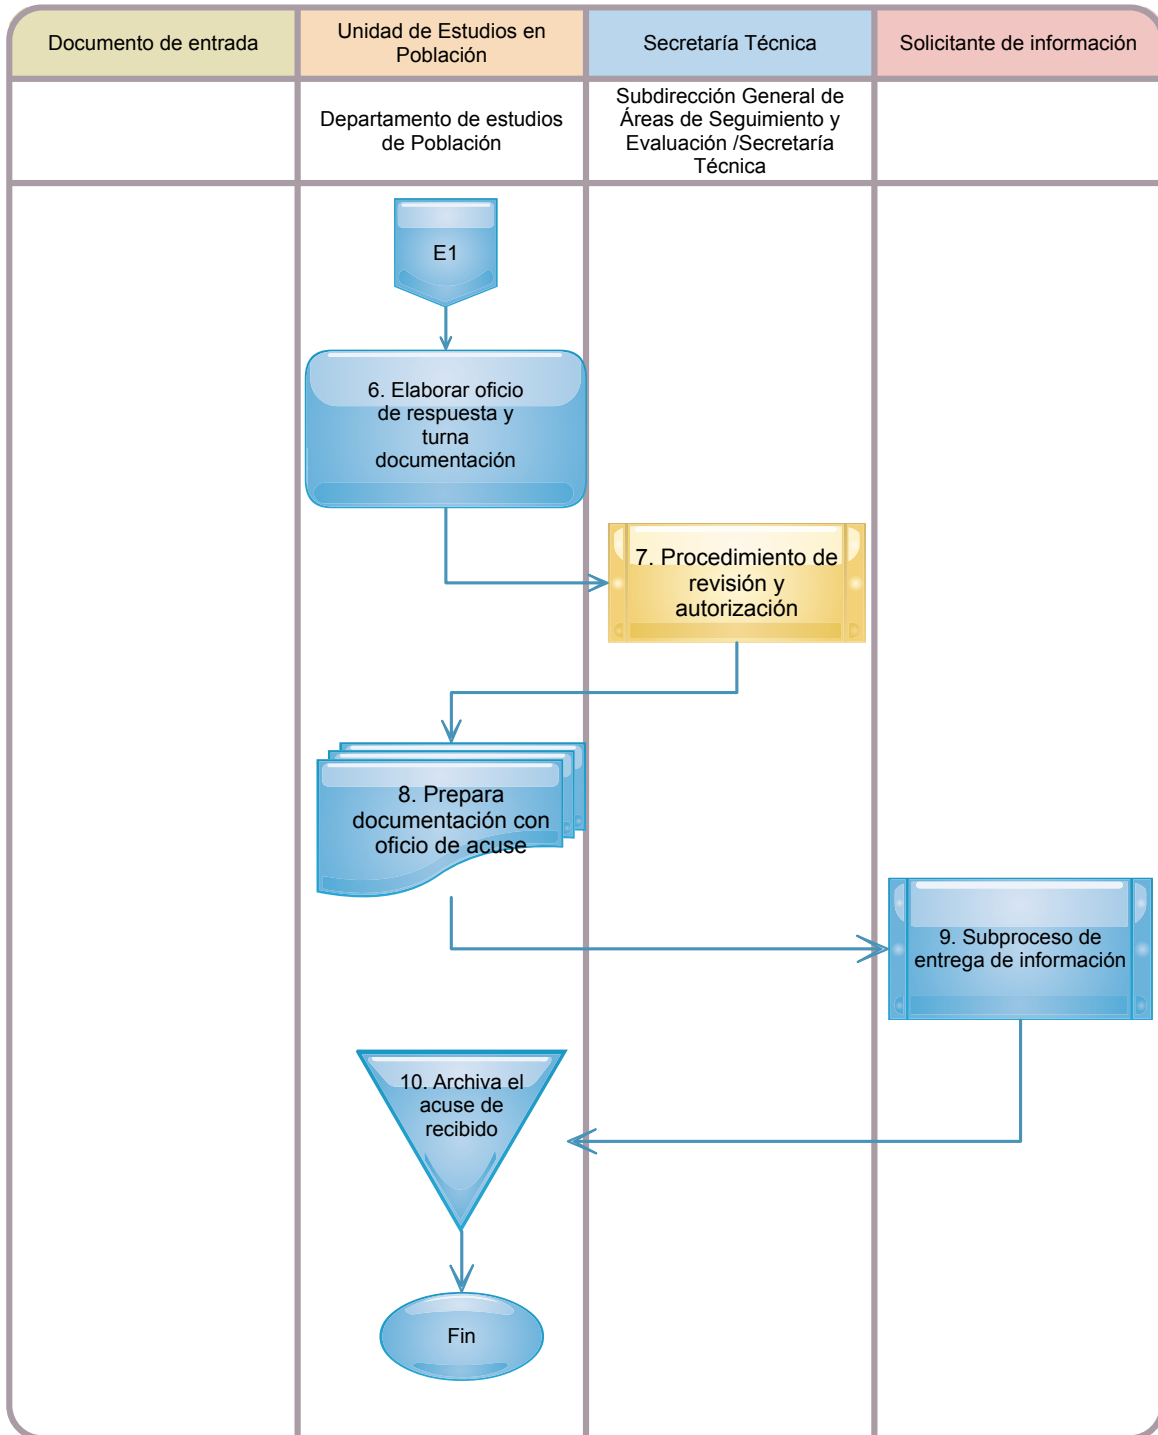 Documento de entrada
Unidad de Estudios en
Población
Secretaría Técnica
Solicitante de información
Departamento de estudios
de Población
Subdirección General de
Áreas de Seguimiento y
Evaluación /Secretaría
Técnica
E1
6. Elaborar oficio
de respuesta y
turna
documentación
7. Procedimiento de
revisión y
autorización
8. Prepara
documentación con
oficio de acuse
9. Subproceso de
entrega de información
10. Archiva el
acuse de
recibido
Fin